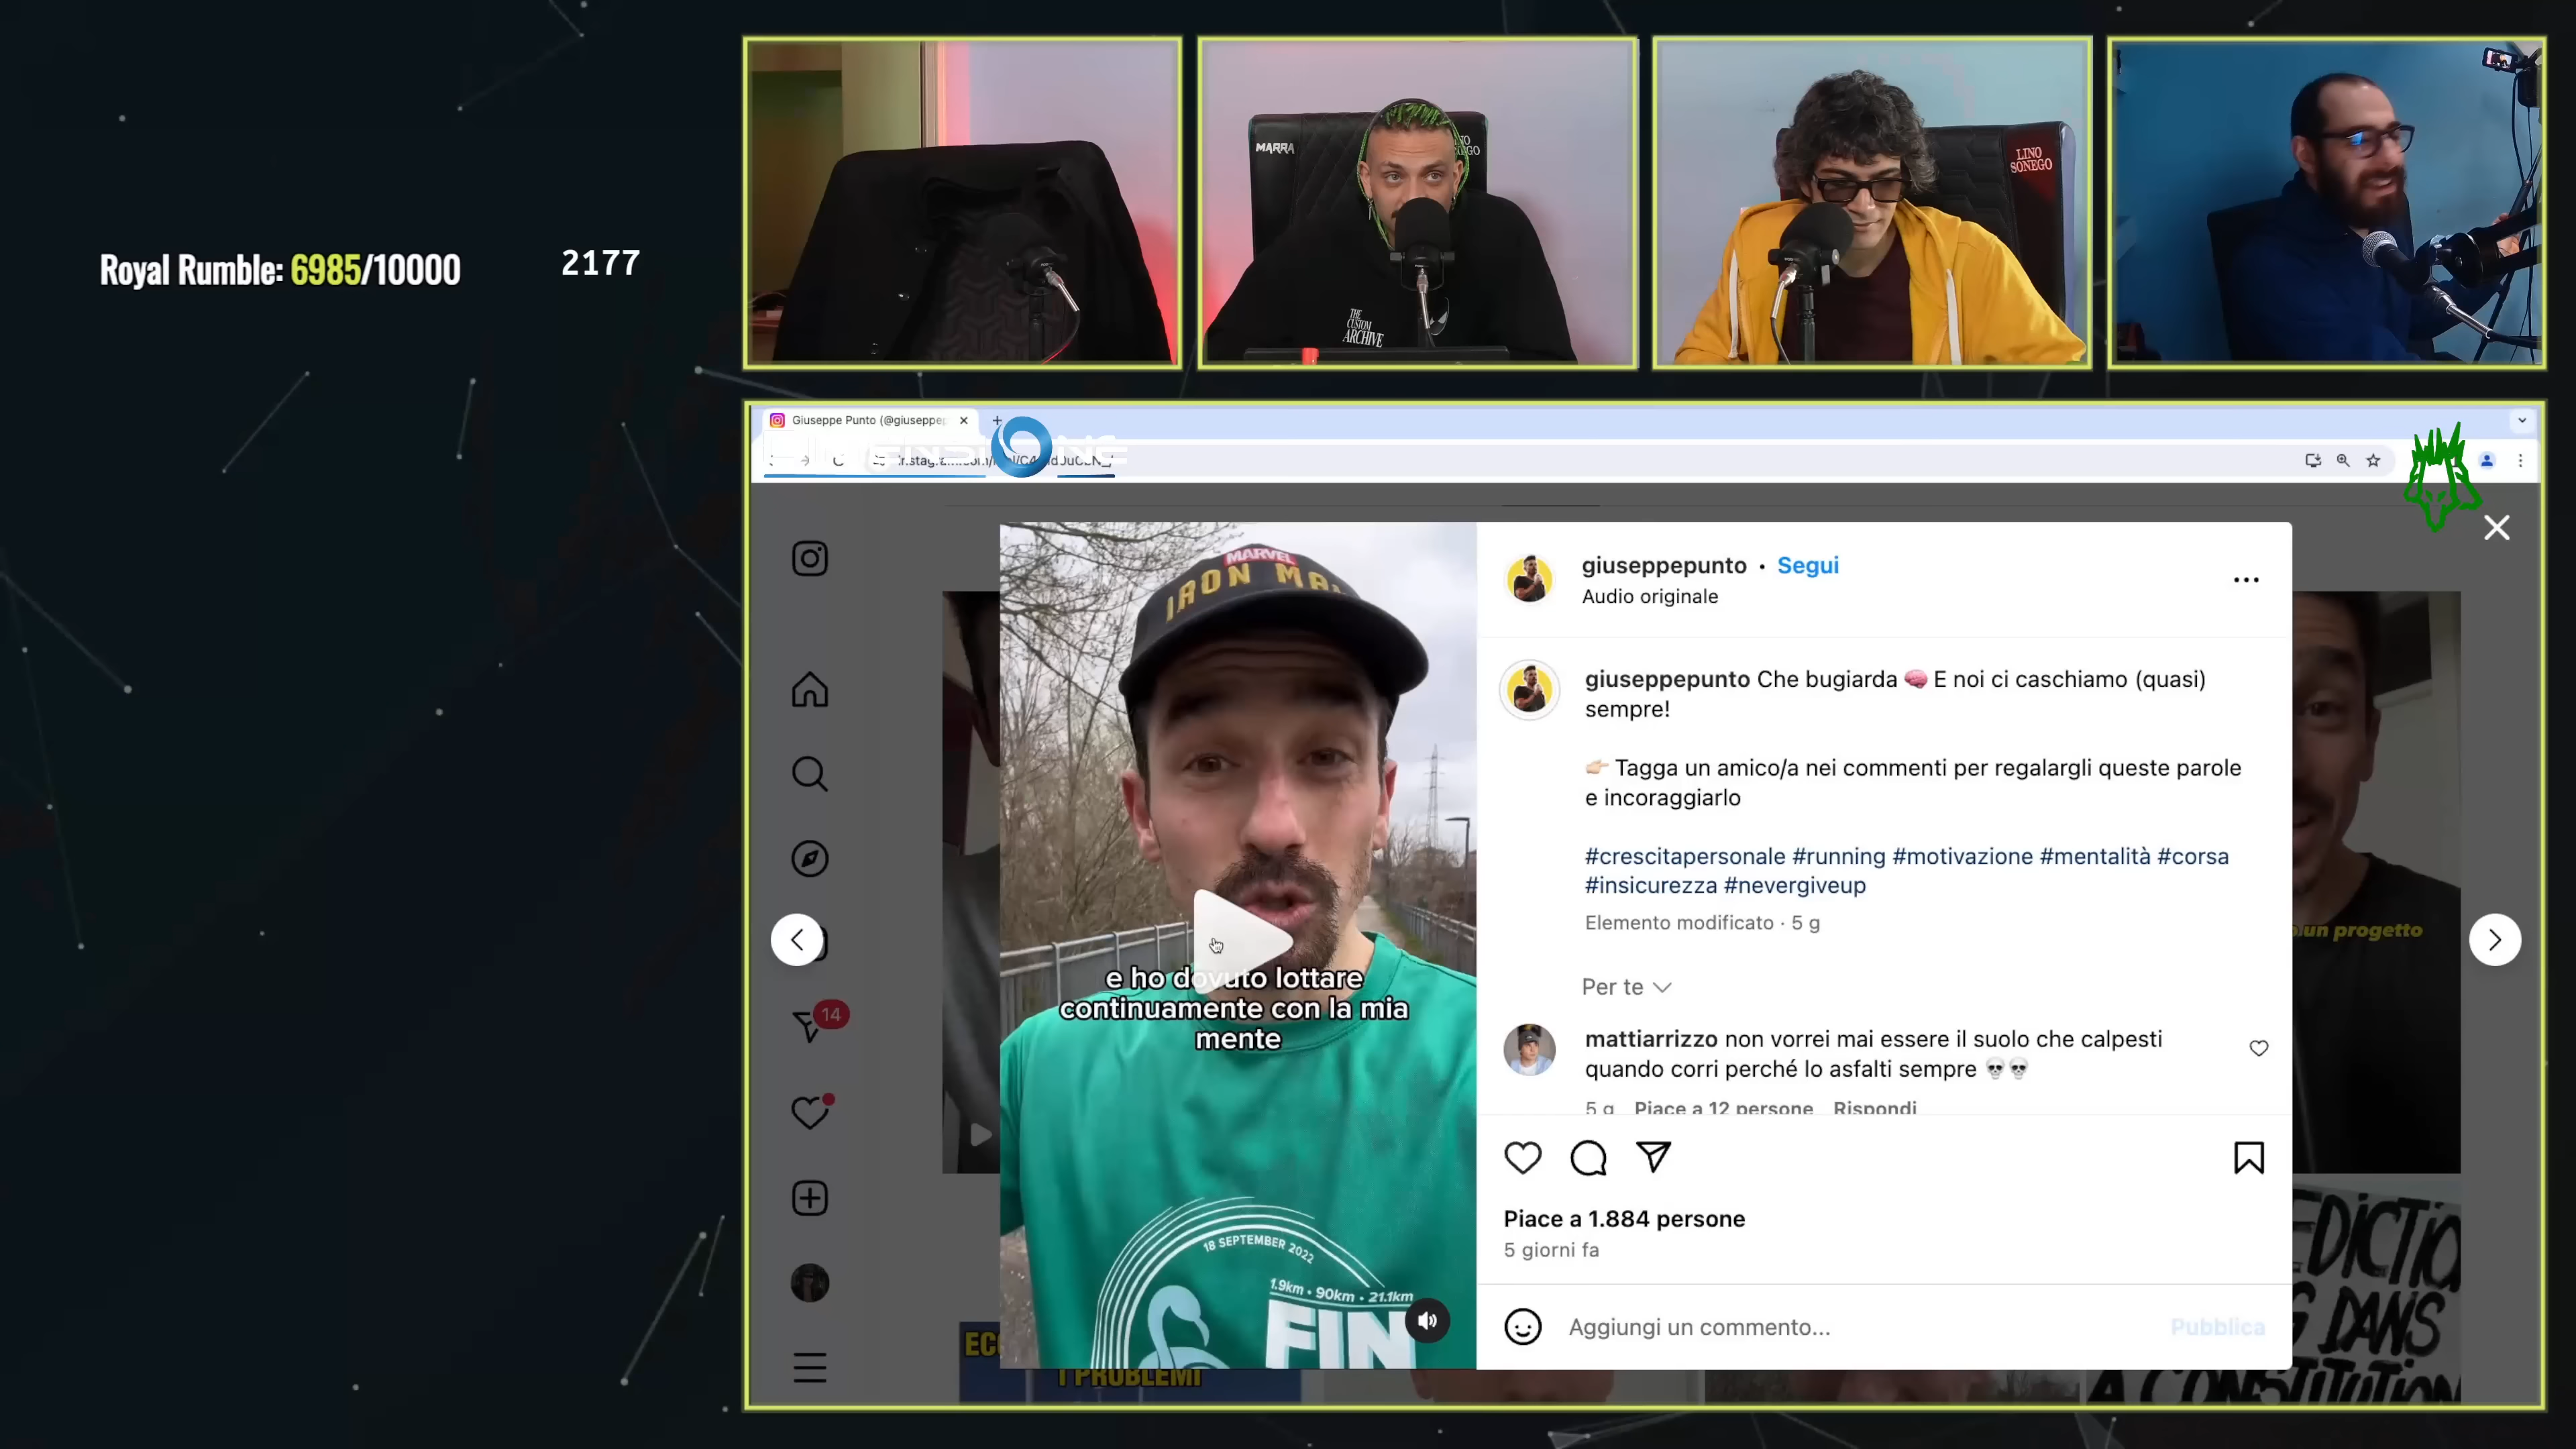 Royal Rumble: 6985/10000
2177
MARRA
THE
CUSTOM
ARCHIVE
LINO
SONEGO
Giuseppe Punto (@giuseppep
MARVEL
IRON MA
e ho dovuto lottare
continuamente con la mia
mente
18 SEPTEMBER 2022
1.9km • 90km • 21.1km
FIN
giuseppepunto • Segui
Audio originale
giuseppepunto Che bugiarda 🧠 E noi ci caschiamo (quasi)
sempre!
👉🏻 Tagga un amico/a nei commenti per regalargli queste parole
e incoraggiarlo
#crescitapersonale #running #motivazione #mentalità #corsa
#insicurezza #nevergiveup
Elemento modificato · 5 g
Per te
mattiarrizzo non vorrei mai essere il suolo che calpesti
quando corri perché lo asfalti sempre 💀💀
5 g Piace a 12 persone Rispondi
Piace a 1.884 persone
5 giorni fa
Aggiungi un commento...
Pubblica
14
un progetto
I PROBLEMI
EDICTIO
DANS
A CONSTITUTION